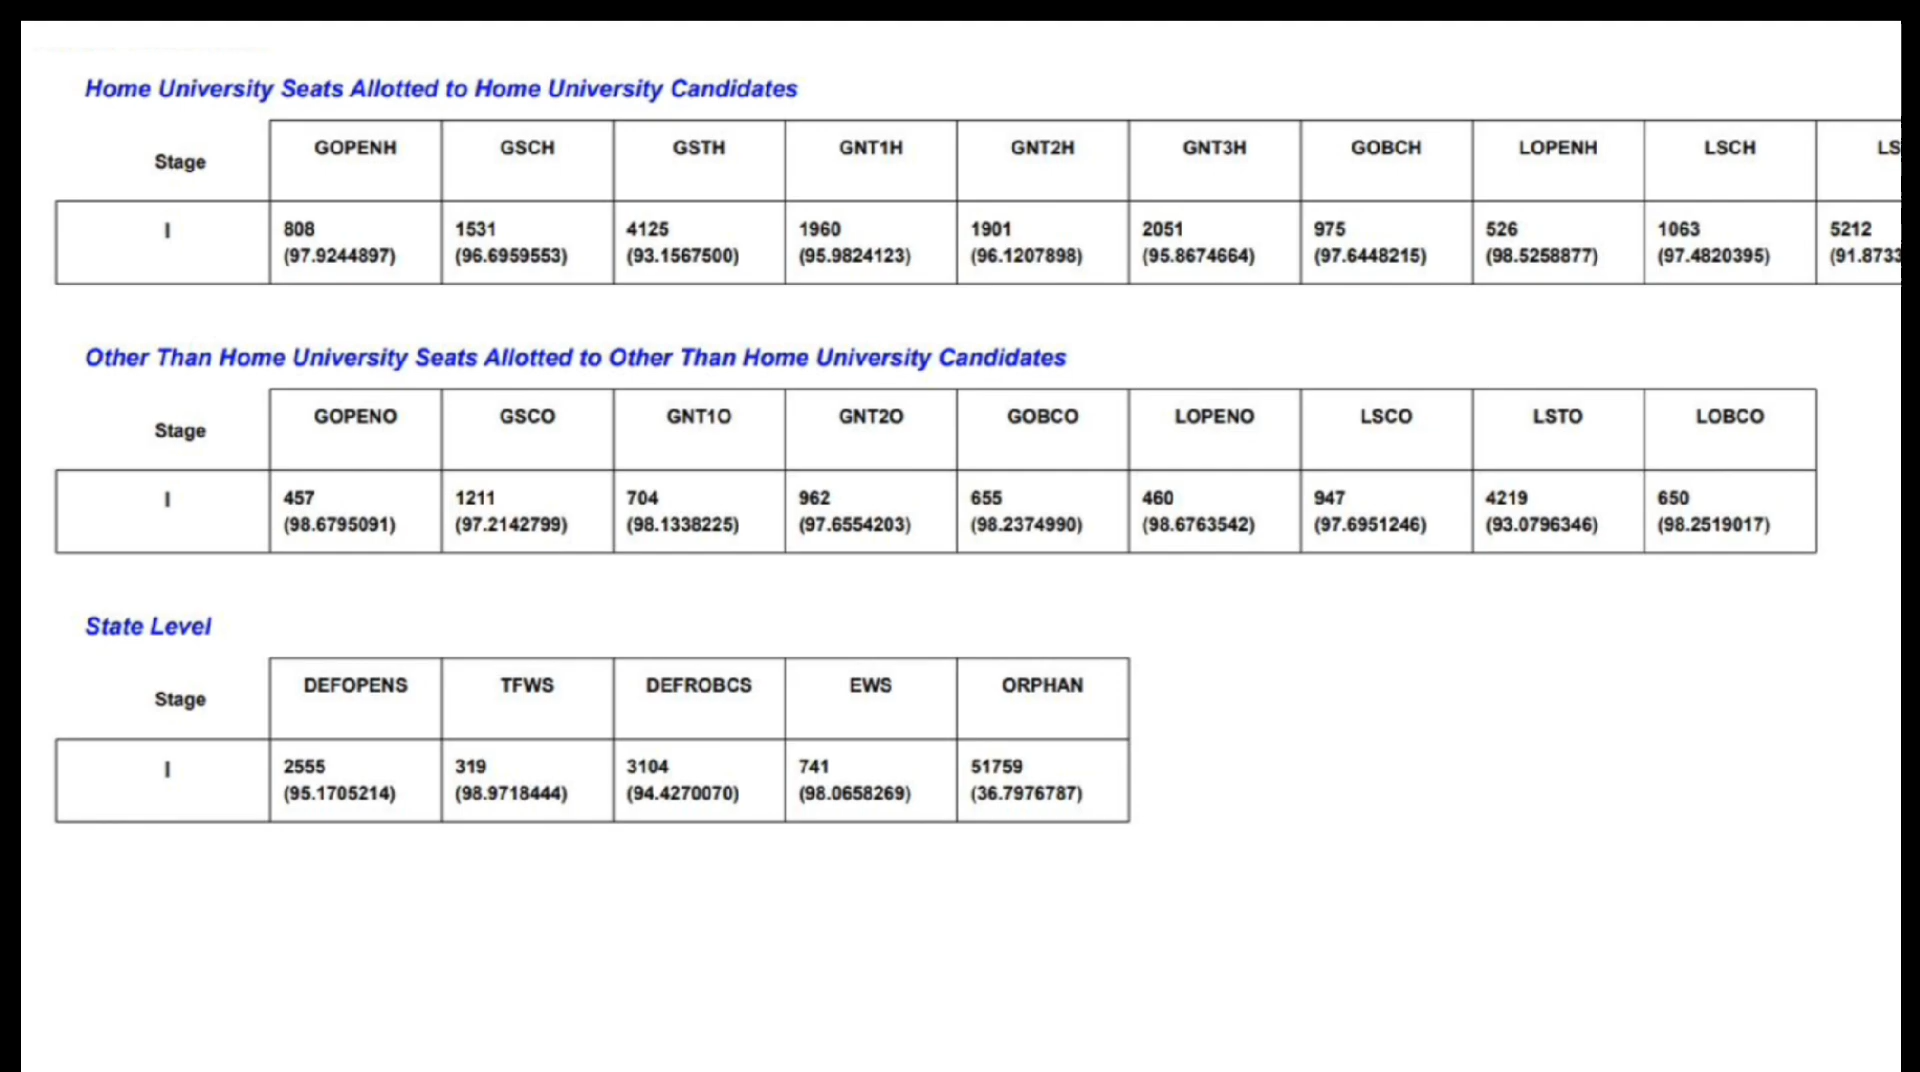 Home University Seats Allotted to Home University Candidates
Stage GOPENH GSCH GSTH GNT1H GNT2H GNT3H GOBCH LOPENH LSCH LS
I 808 1531 4125 1960 1901 2051 975 526 1063 5212
(97.9244897) (96.6959553) (93.1567500) (95.9824123) (96.1207898) (95.8674664) (97.6448215) (98.5258877) (97.4820395) (91.8733
Other Than Home University Seats Allotted to Other Than Home University Candidates
Stage GOPENO GSCO GNT1O GNT2O GOBCO LOPENO LSCO LSTO LOBCO
I 457 1211 704 962 655 460 947 4219 650
(98.6795091) (97.2142799) (98.1338225) (97.6554203) (98.2374990) (98.6763542) (97.6951246) (93.0796346) (98.2519017)
State Level
Stage DEFOPENS TFWS DEFROBCS EWS ORPHAN
I 2555 319 3104 741 51759
(95.1705214) (98.9718444) (94.4270070) (98.0658269) (36.7976787)